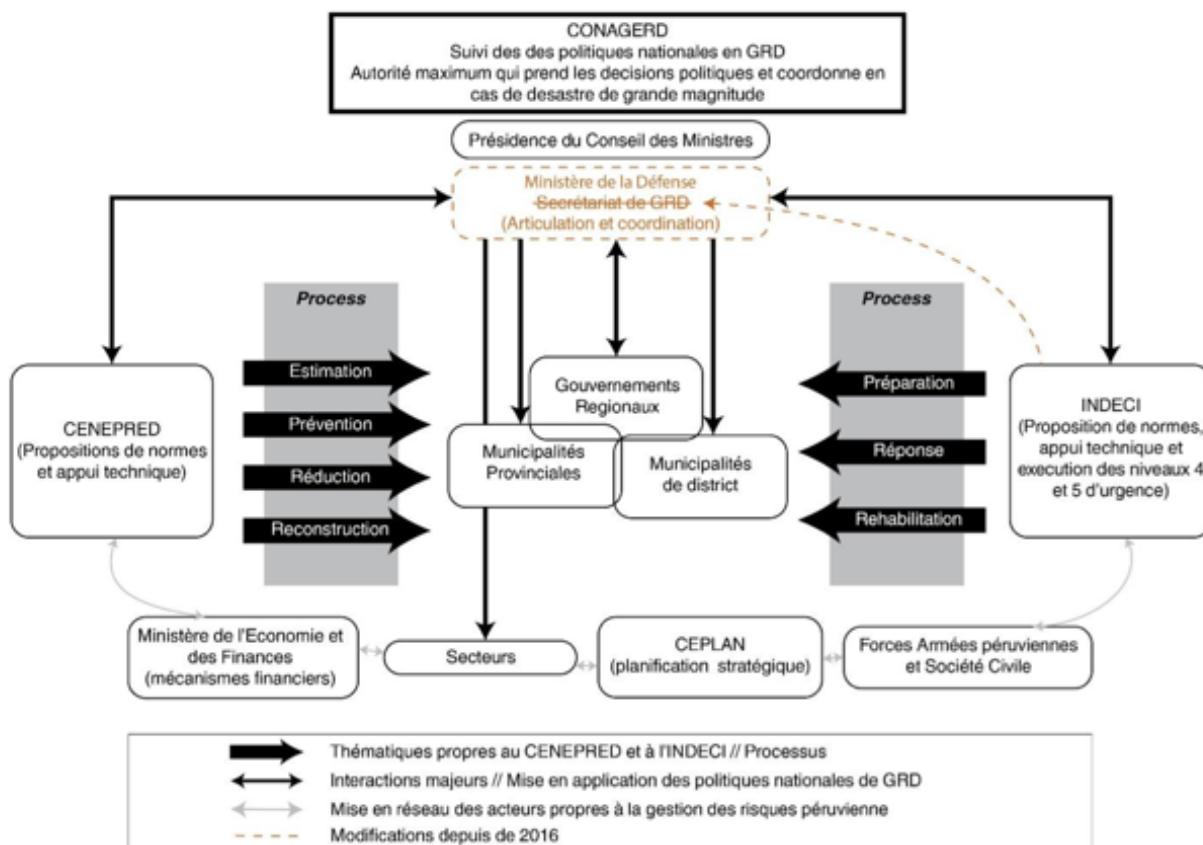 CONAGERD
Suivi des des politiques nationales en GRD
Autorité maximum qui prend les decisions politiques et coordonne en
cas de desastre de grande magnitude
Présidence du Conseil des Ministres
Ministère de la Défense
Secrétariat de GRD
(Articulation et coordination)
Process
Estimation
Prévention
Réduction
Reconstruction
CENEPRED
(Propositions de normes
et appui technique)
Gouvernements
Regionaux
Municipalités
Provinciales
Municipalités
de district
Process
Préparation
Réponse
Rehabilitation
INDECI
(Proposition de normes,
appui technique et
execution des niveaux 4
et 5 d'urgence)
Ministère de l'Economie et
des Finances
(mécanismes financiers)
Secteurs
CEPLAN
(planification stratégique)
Forces Armées péruviennes
et Société Civile
Thématiques propres au CENEPRED et à l'INDECI // Processus
Interactions majeurs // Mise en application des politiques nationales de GRD
Mise en réseau des acteurs propres à la gestion des risques péruvienne
Modifications depuis de 2016